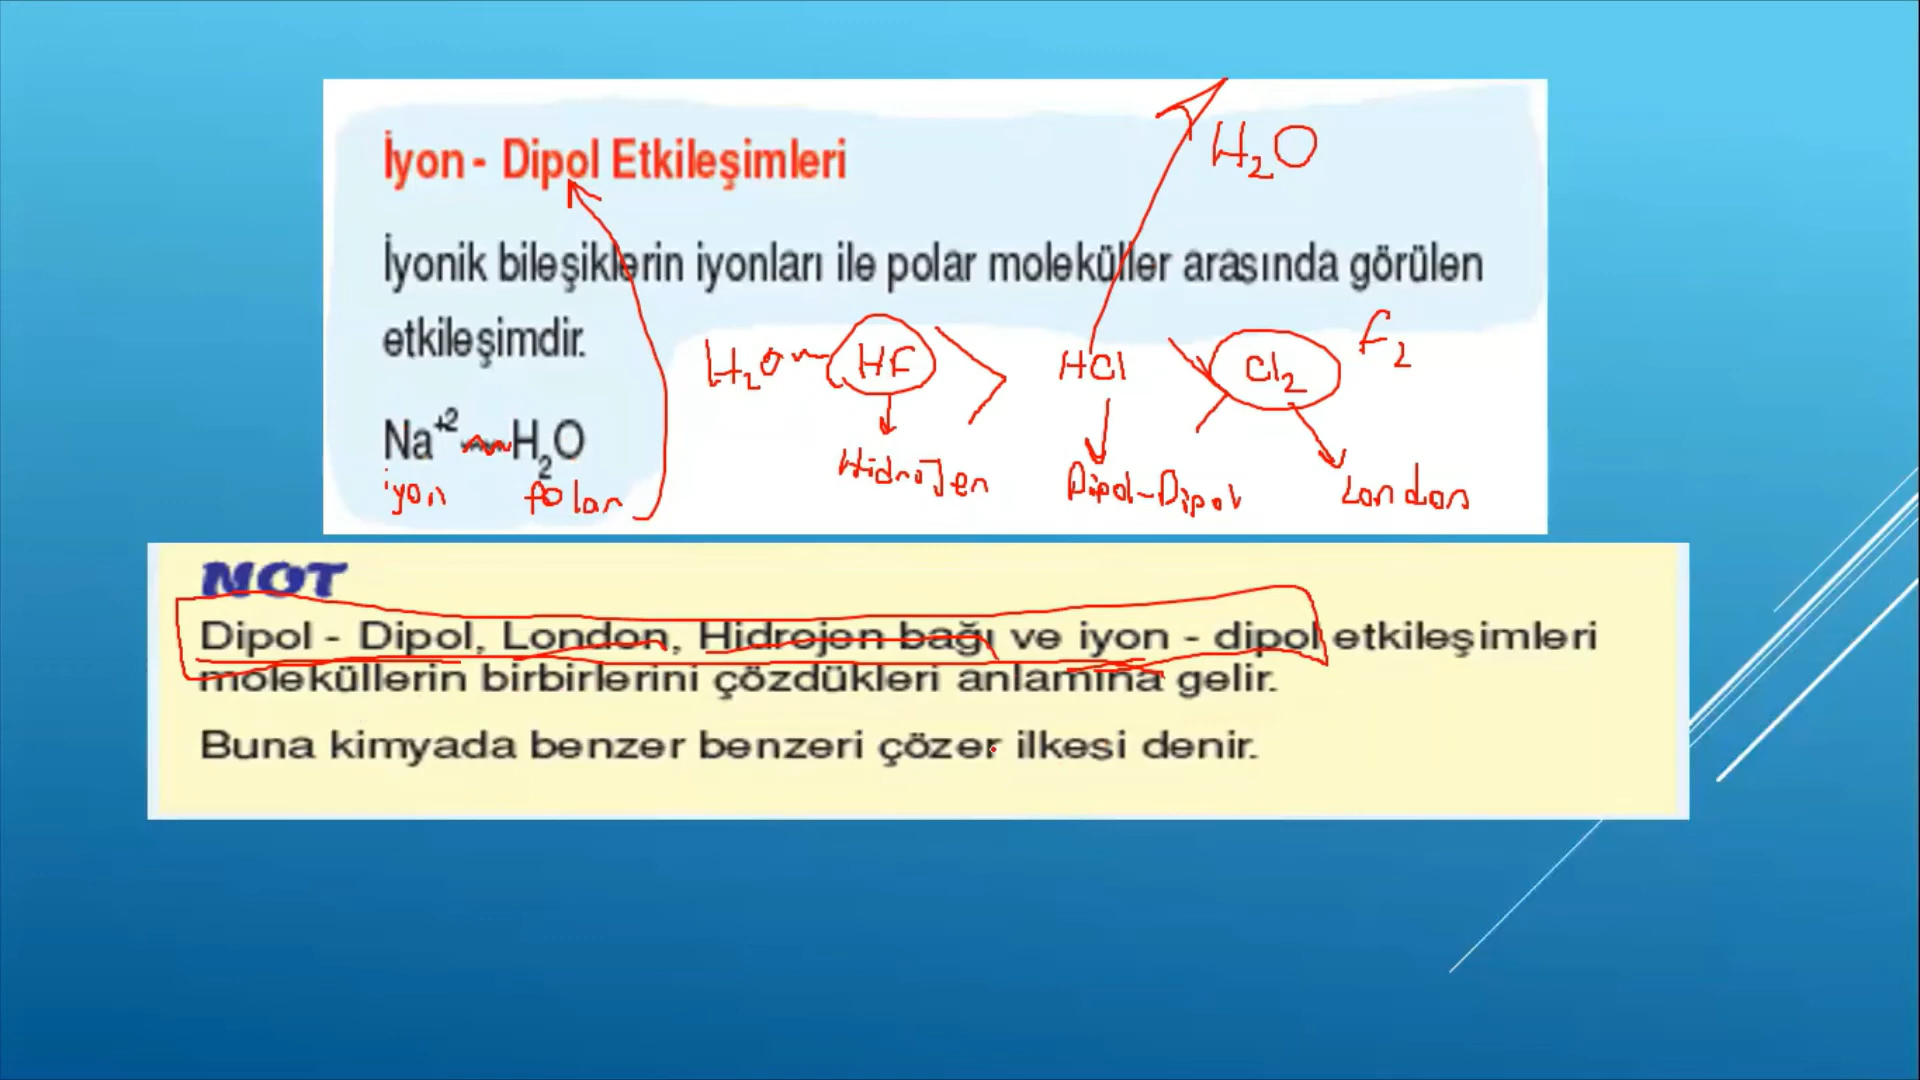 İyon - Dipol Etkileşimleri
H₂O
İyonik bileşiklerin iyonları ile polar moleküller arasında görülen
etkileşimdir.
H₂O HF > HCl > Cl₂ F₂
Na⁺² H₂O
iyon polar
Hidrojen Dipol-Dipol London
NOT
Dipol - Dipol, London, Hidrojen bağı ve iyon - dipol etkileşimleri
moleküllerin birbirlerini çözdükleri anlamına gelir.
Buna kimyada benzer benzeri çözer ilkesi denir.